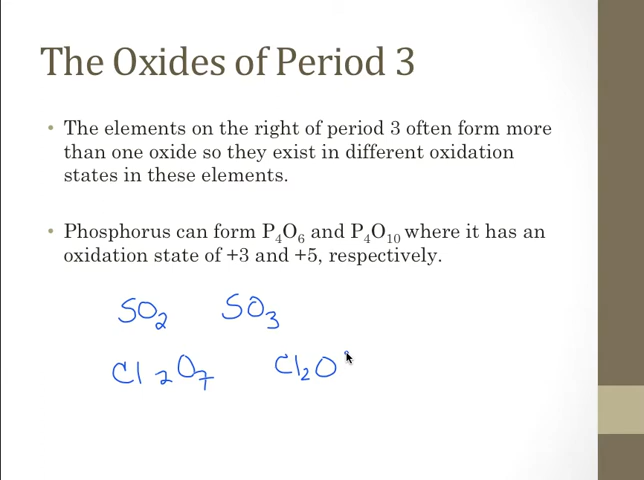 The Oxides of Period 3
• The elements on the right of period 3 often form more
than one oxide so they exist in different oxidation
states in these elements.
• Phosphorus can form P₄O₆ and P₄O₁₀ where it has an
oxidation state of +3 and +5, respectively.
SO₂ SO₃
Cl₂O₇ Cl₂O